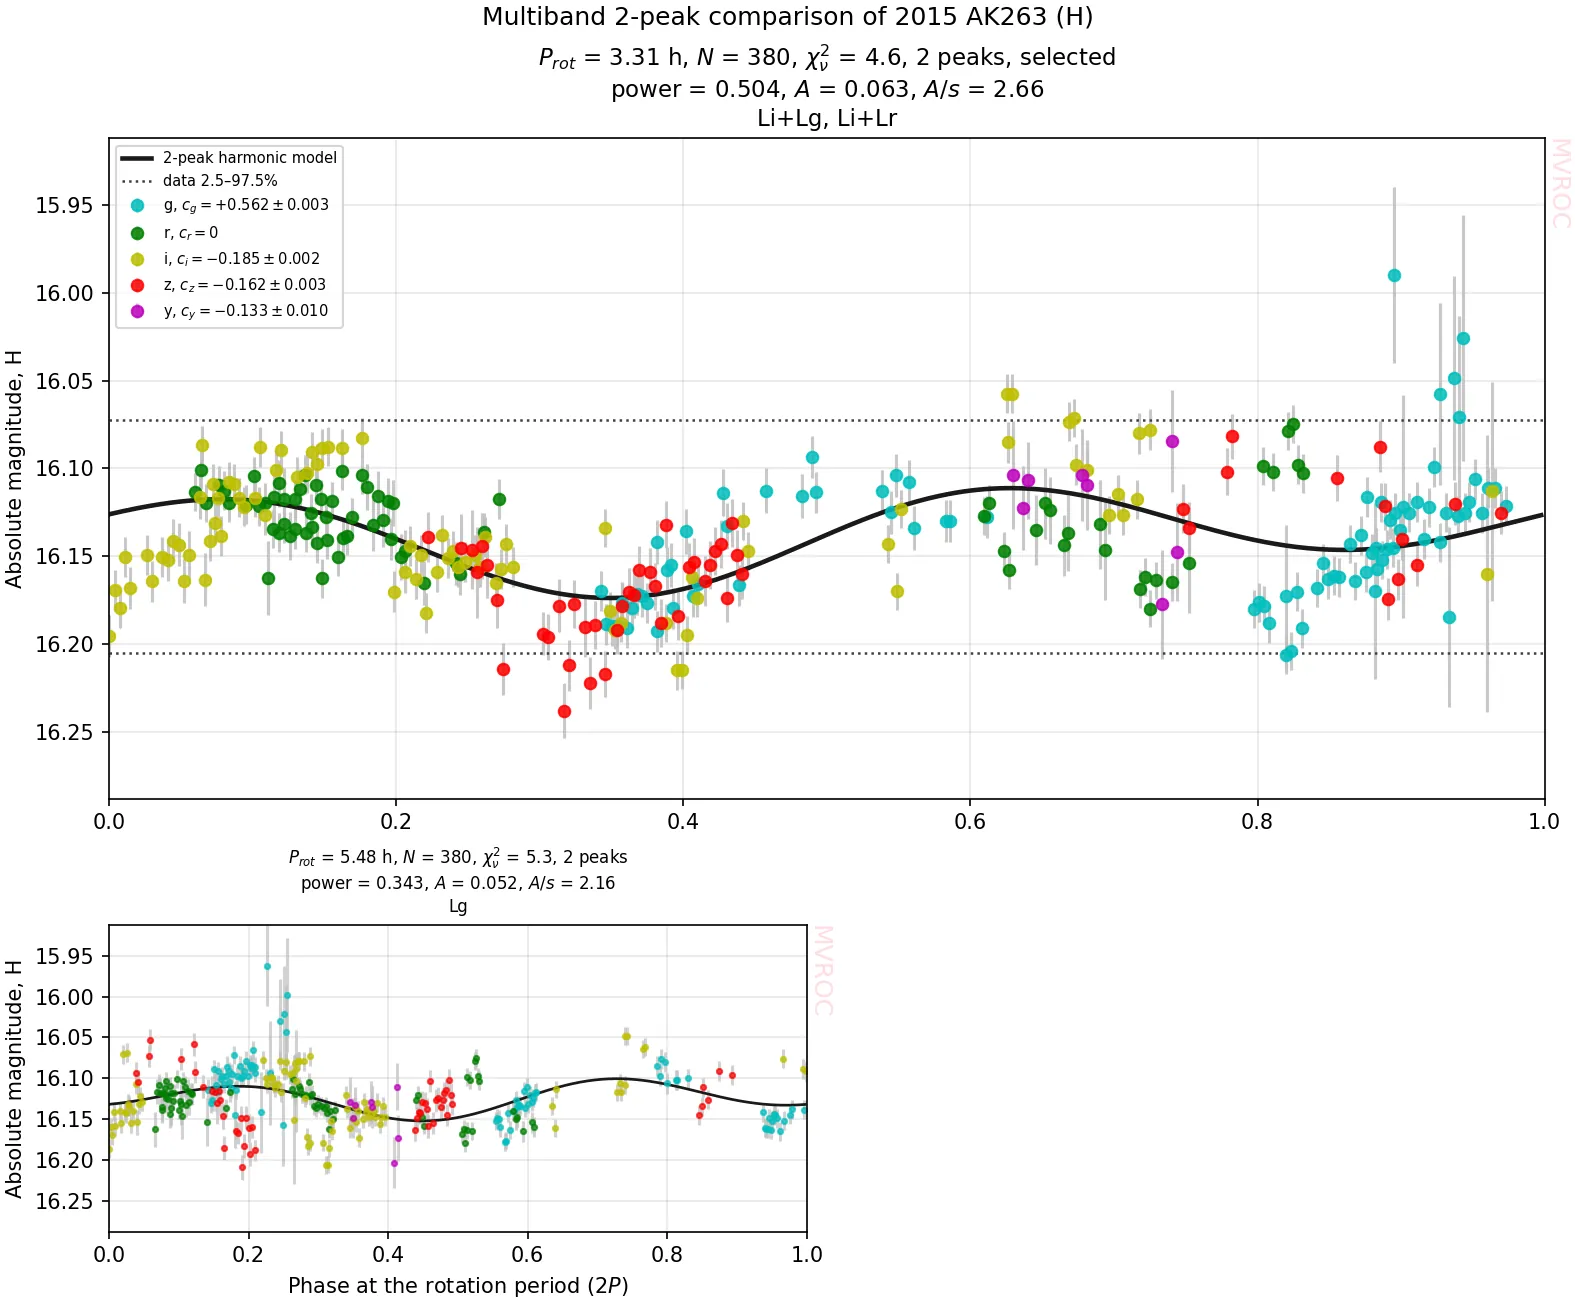 Multiband 2-peak comparison of 2015 AK263 (H)
P_rot = 3.31 h, N = 380, χ²_ν = 4.6, 2 peaks, selected
power = 0.504, A = 0.063, A/s = 2.66
Li+Lg, Li+Lr
2-peak harmonic model
data 2.5–97.5%
g, c_g = +0.562 ± 0.003
r, c_r = 0
i, c_i = −0.185 ± 0.002
z, c_z = −0.162 ± 0.003
y, c_y = −0.133 ± 0.010
MVROC
Absolute magnitude, H
15.95
16.00
16.05
16.10
16.15
16.20
16.25
0.0 0.2 0.4 0.6 0.8 1.0
P_rot = 5.48 h, N = 380, χ²_ν = 5.3, 2 peaks
power = 0.343, A = 0.052, A/s = 2.16
Lg
MVROC
Absolute magnitude, H
15.95
16.00
16.05
16.10
16.15
16.20
16.25
0.0 0.2 0.4 0.6 0.8 1.0
Phase at the rotation period (2P)